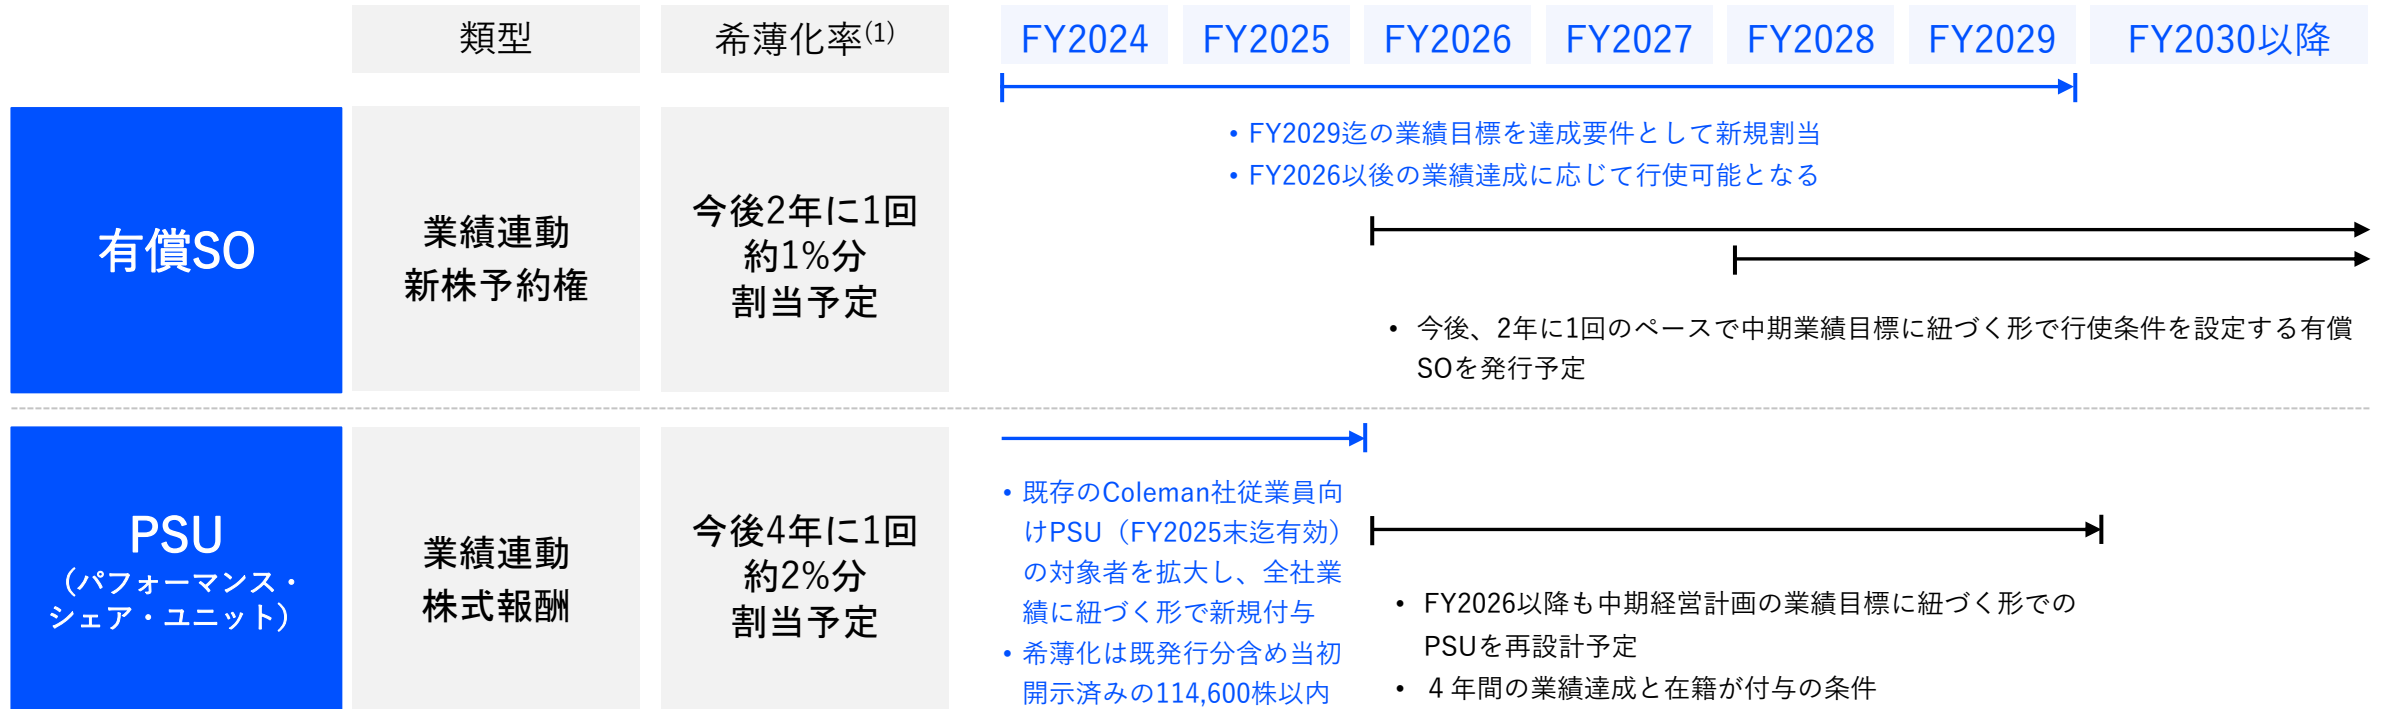 類型
希薄化率(1)
FY2024
FY2025
FY2026
FY2027
FY2028
FY2029
FY2030以降
有償SO
業績連動
新株予約権
今後2年に1回
約1%分
割当予定
• FY2029迄の業績目標を達成要件として新規割当
• FY2026以後の業績達成に応じて行使可能となる
• 今後、2年に1回のペースで中期業績目標に紐づく形で行使条件を設定する有償
SOを発行予定
PSU
（パフォーマンス・
シェア・ユニット）
業績連動
株式報酬
今後4年に1回
約2%分
割当予定
• 既存のColeman社従業員向
けPSU（FY2025末迄有効）
の対象者を拡大し、全社業
績に紐づく形で新規付与
• 希薄化は既発行分含め当初
開示済みの114,600株以内
• FY2026以降も中期経営計画の業績目標に紐づく形での
PSUを再設計予定
• ４年間の業績達成と在籍が付与の条件